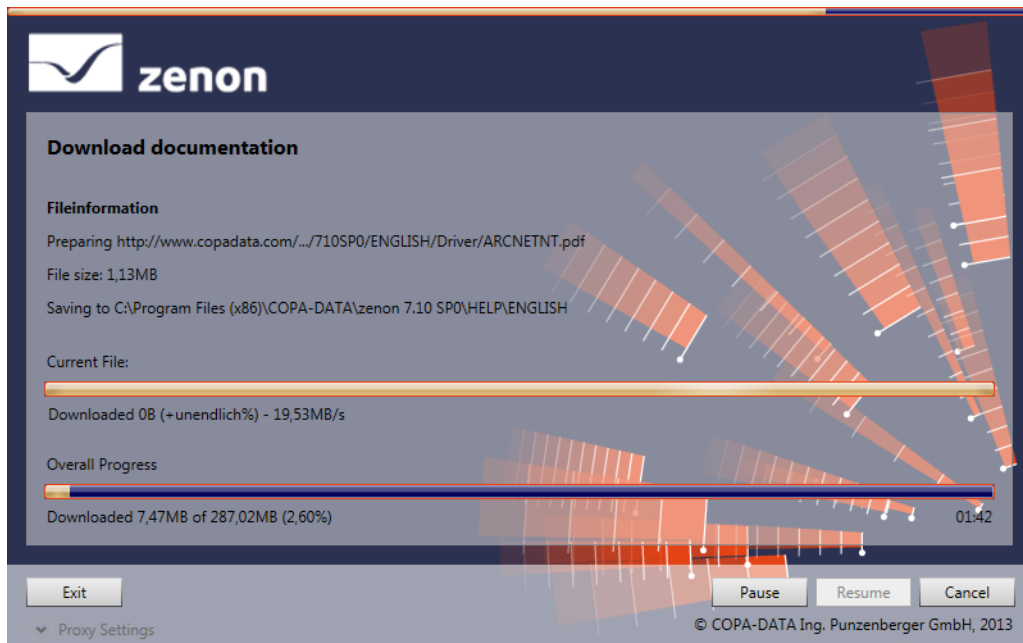 zenon
Download documentation
Fileinformation
Preparing http://www.copadata.com/.../710SP0/ENGLISH/Driver/ARCNETNT.pdf
File size: 1,13MB
Saving to C:\Program Files (x86)\COPA-DATA\zenon 7.10 SP0\HELP\ENGLISH
Current File:
Downloaded 0B (+unendlich%) - 19,53MB/s
Overall Progress
Downloaded 7,47MB of 287,02MB (2,60%) 01:42
Exit Pause Resume Cancel
Proxy Settings © COPA-DATA Ing. Punzenberger GmbH, 2013